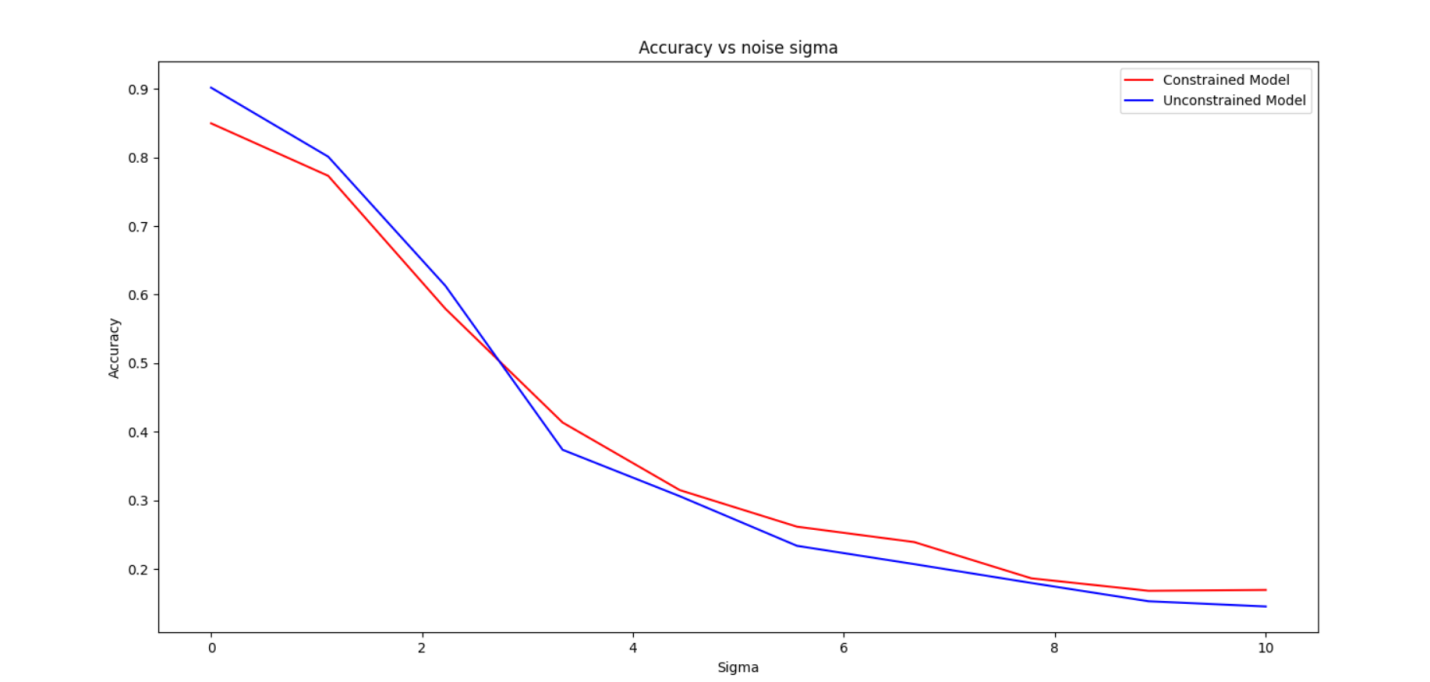 Accuracy vs noise sigma
Constrained Model
Unconstrained Model
Accuracy
0.9
0.8
0.7
0.6
0.5
0.4
0.3
0.2
0 2 4 6 8 10
Sigma